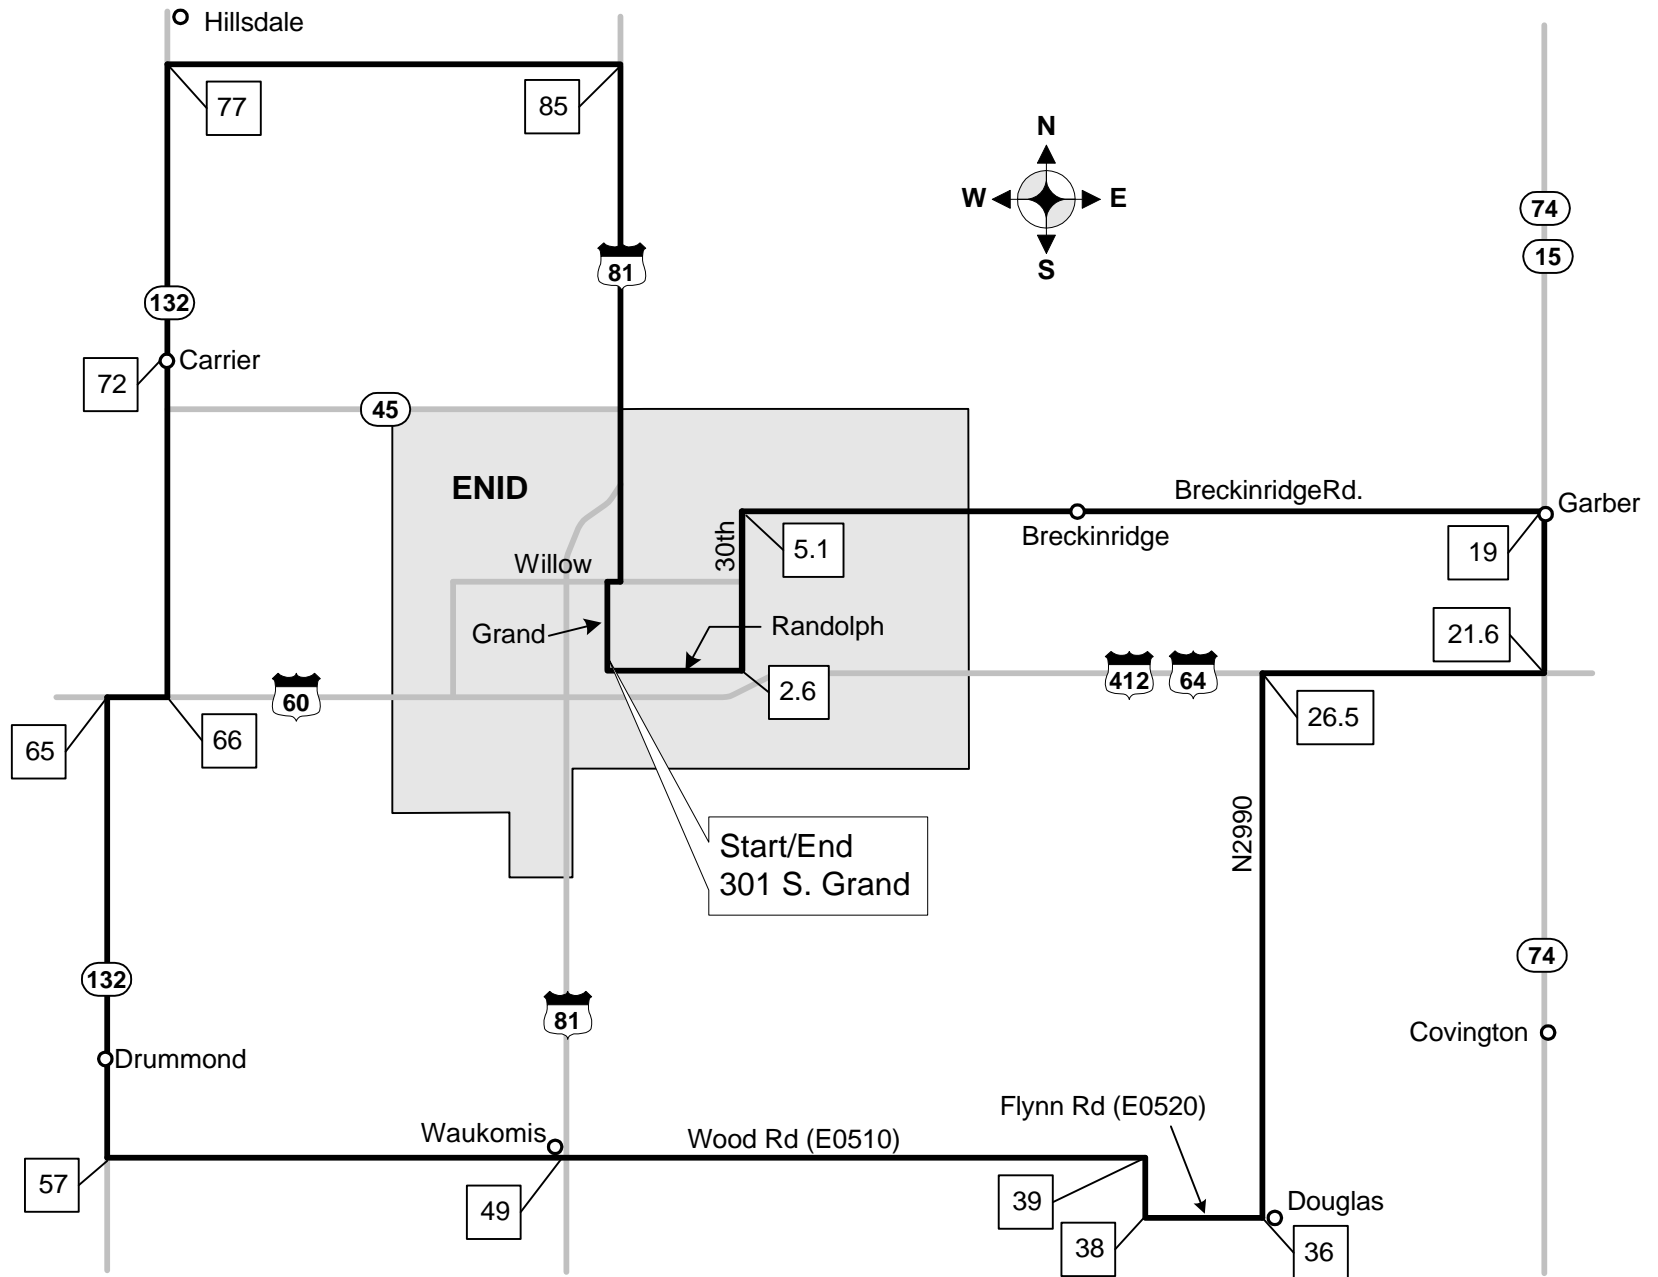 Hillsdale
77
85
N
W
E
S
74
15
81
132
Carrier
72
45
ENID
BreckinridgeRd.
Garber
Breckinridge
30th
5.1
19
Willow
Grand
Randolph
21.6
412
64
2.6
60
26.5
65
66
Start/End
301 S. Grand
N2990
74
132
81
Covington
Drummond
Flynn Rd (E0520)
Waukomis
Wood Rd (E0510)
57
49
39
Douglas
38
36